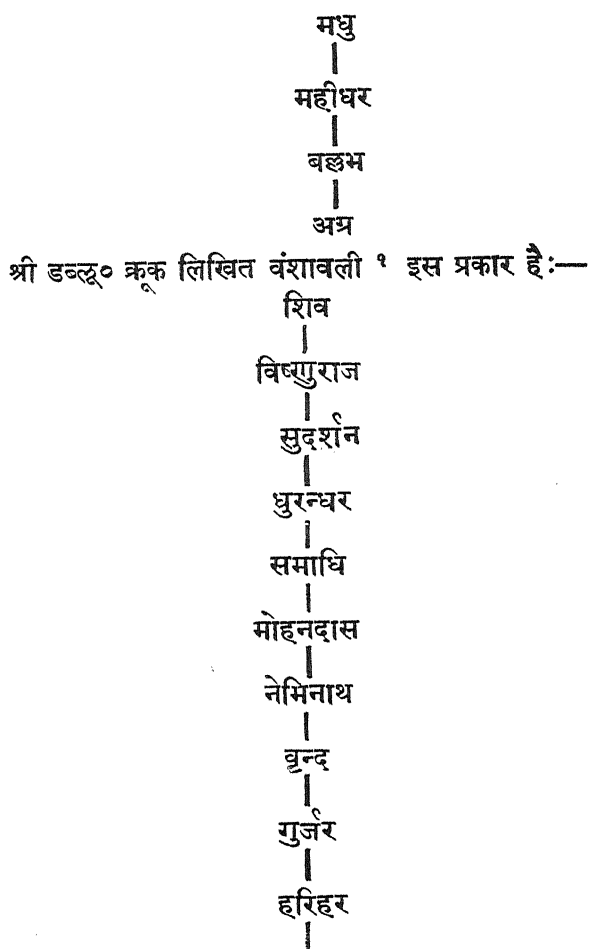 मधु
महीधर
बल्लभ
अग्र
श्री डब्लू० क्रूक लिखित वंशावली १ इस प्रकार है:—
शिव
विष्णुराज
सुदर्शन
धुरन्धर
समाधि
मोहनदास
नेमिनाथ
वृन्द
गुर्जर
हरिहर